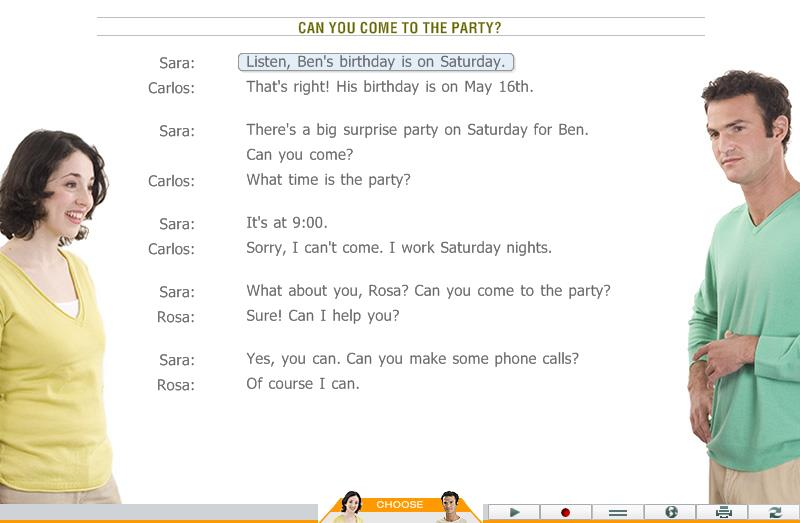 CAN YOU COME TO THE PARTY?
Sara: Listen, Ben's birthday is on Saturday.
Carlos: That's right! His birthday is on May 16th.
Sara: There's a big surprise party on Saturday for Ben.
Can you come?
Carlos: What time is the party?
Sara: It's at 9:00.
Carlos: Sorry, I can't come. I work Saturday nights.
Sara: What about you, Rosa? Can you come to the party?
Rosa: Sure! Can I help you?
Sara: Yes, you can. Can you make some phone calls?
Rosa: Of course I can.
CHOOSE